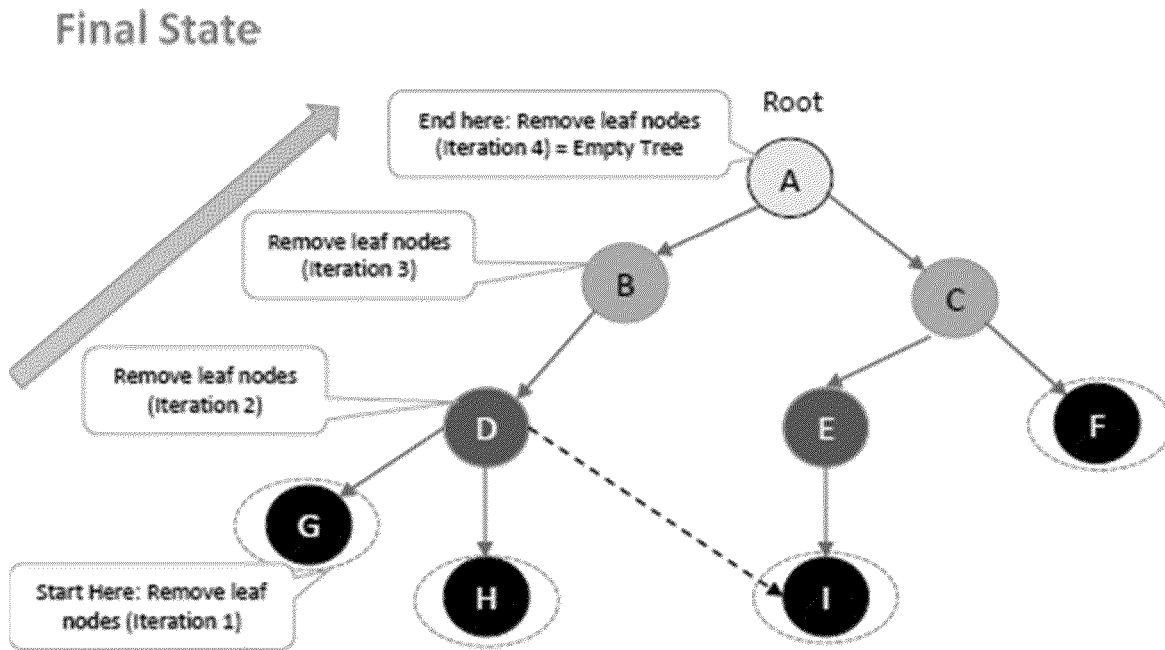 Final State
Root
End here: Remove leaf nodes
(Iteration 4) = Empty Tree
A
Remove leaf nodes
(Iteration 3)
B
C
Remove leaf nodes
(Iteration 2)
D
E
F
G
H
I
Start Here: Remove leaf
nodes (Iteration 1)